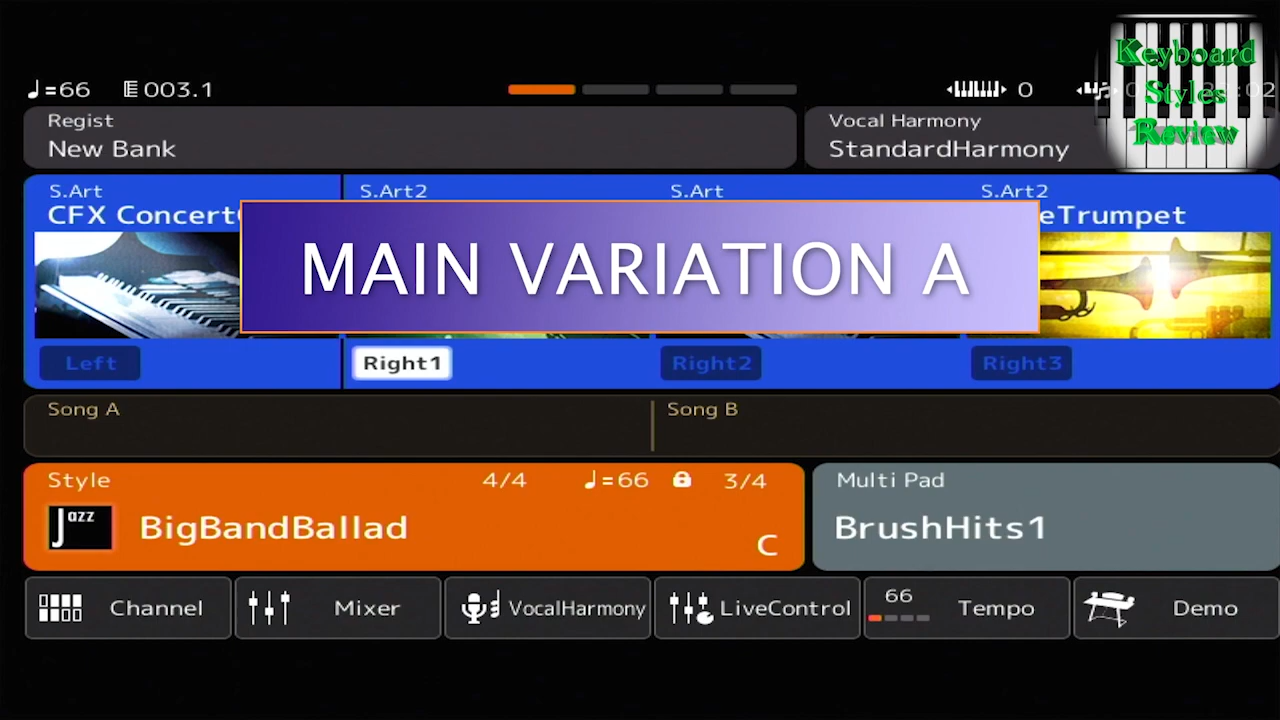 ♩=66 003.1 0
Keyboard
Styles
Review
Regist
New Bank
Vocal Harmony
StandardHarmony
S.Art
CFX Concert
S.Art2
S.Art
S.Art2
eTrumpet
MAIN VARIATION A
Left
Right1
Right2
Right3
Song A
Song B
Style 4/4 ♩=66 3/4
Jazz
BigBandBallad
C
Multi Pad
BrushHits1
Channel
Mixer
VocalHarmony
LiveControl
66
Tempo
Demo